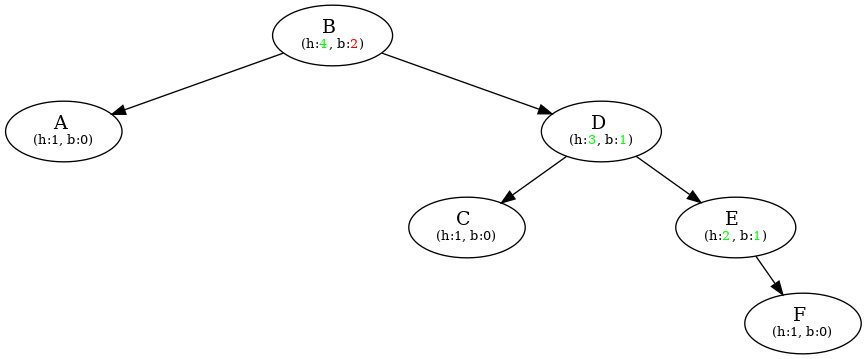 B
(h:4, b:2)
A
(h:1, b:0)
D
(h:3, b:1)
C
(h:1, b:0)
E
(h:2, b:1)
F
(h:1, b:0)